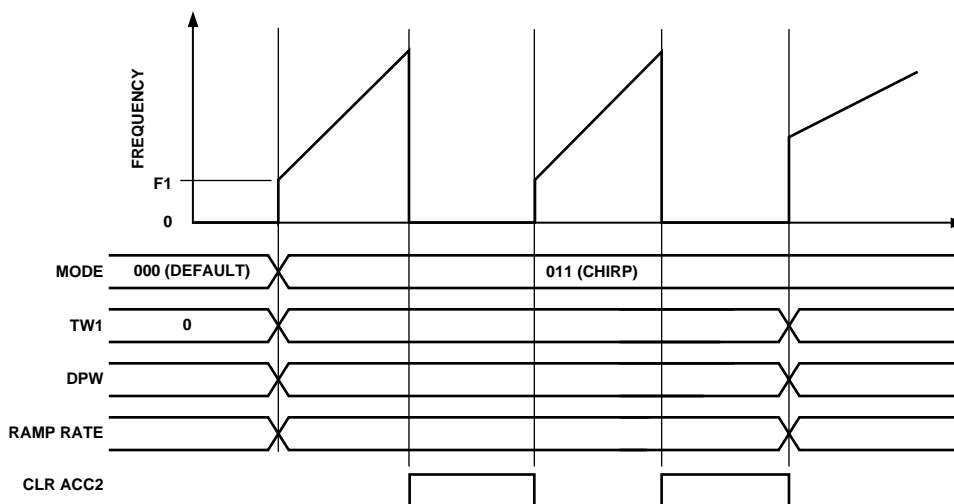 FREQUENCY
F1
0
MODE 000 (DEFAULT) 011 (CHIRP)
TW1 0
DPW
RAMP RATE
CLR ACC2